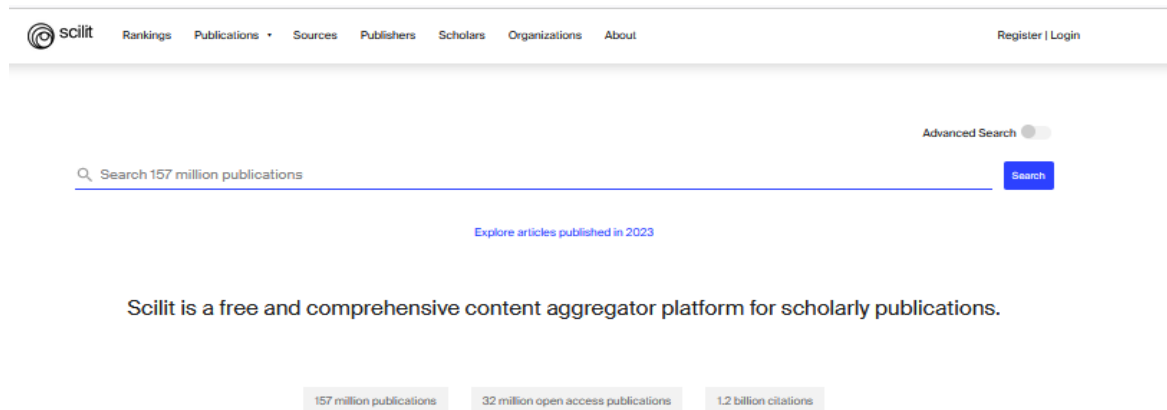 scilit Rankings Publications Sources Publishers Scholars Organizations About Register | Login
Advanced Search
Search 157 million publications Search
Explore articles published in 2023
Scilit is a free and comprehensive content aggregator platform for scholarly publications.
157 million publications 32 million open access publications 1.2 billion citations